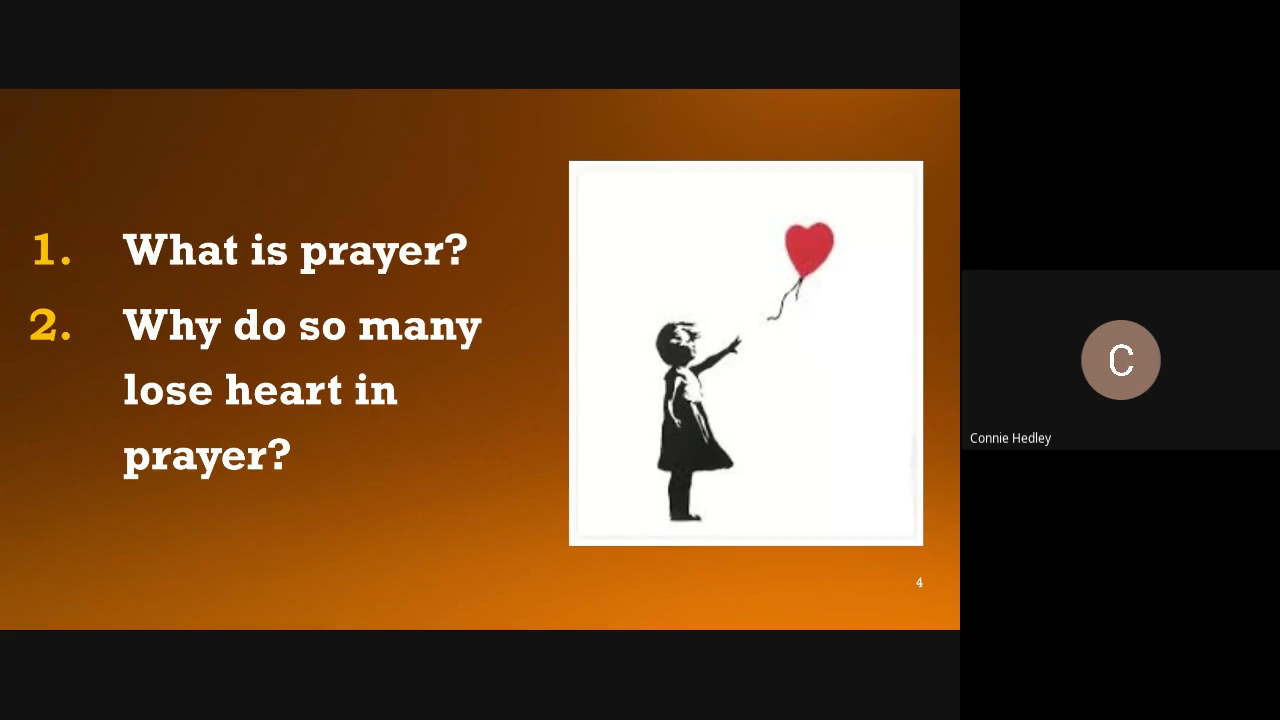 1. What is prayer?
2. Why do so many
lose heart in
prayer?
4
C
Connie Hedley